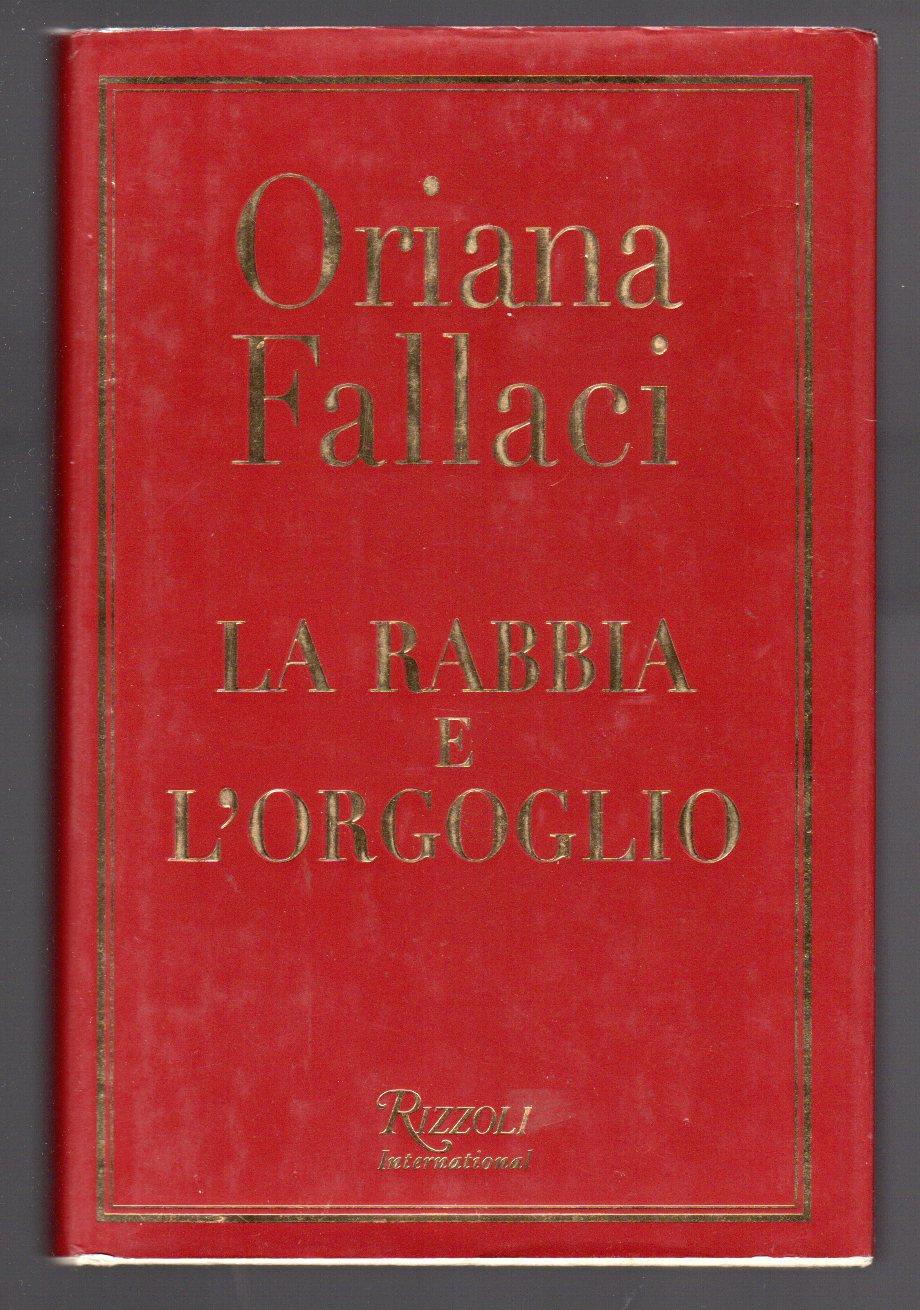 Oriana
Fallaci
LA RABBIA
E
L'ORGOGLIO
RIZZOLI
International